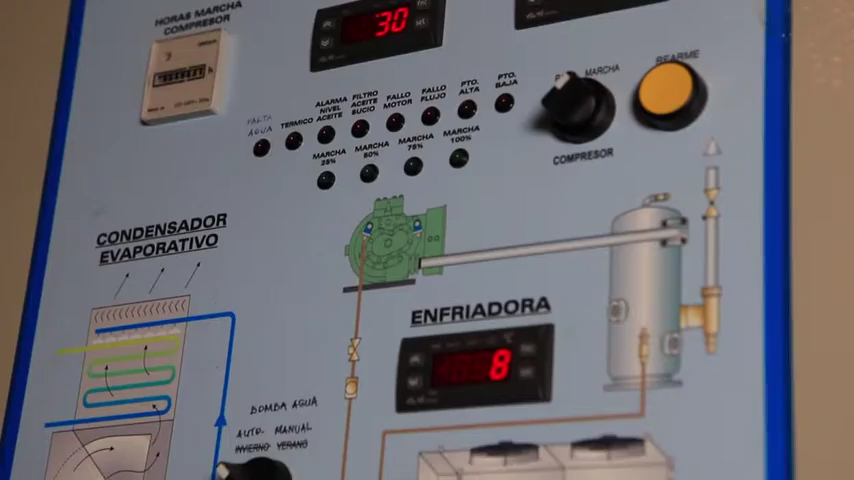 HORAS MARCHA
COMPRESOR
30
MARCHA
REARME
COMPRESOR
FALTA
AGUA
TERMICO
ALARMA
NIVEL
ACEITE
FILTRO
ACEITE
SUCIO
FALLO
MOTOR
FALLO
FLUJO
PTO.
ALTA
PTO.
BAJA
MARCHA
25%
MARCHA
50%
MARCHA
75%
MARCHA
100%
CONDENSADOR
EVAPORATIVO
ENFRIADORA
8
BOMBA AGUA
AUTO. MANUAL
INVIERNO VERANO